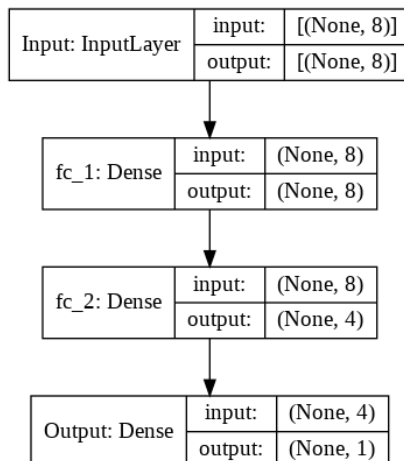 Input: InputLayer
input: [(None, 8)]
output: [(None, 8)]
fc_1: Dense
input: (None, 8)
output: (None, 8)
fc_2: Dense
input: (None, 8)
output: (None, 4)
Output: Dense
input: (None, 4)
output: (None, 1)